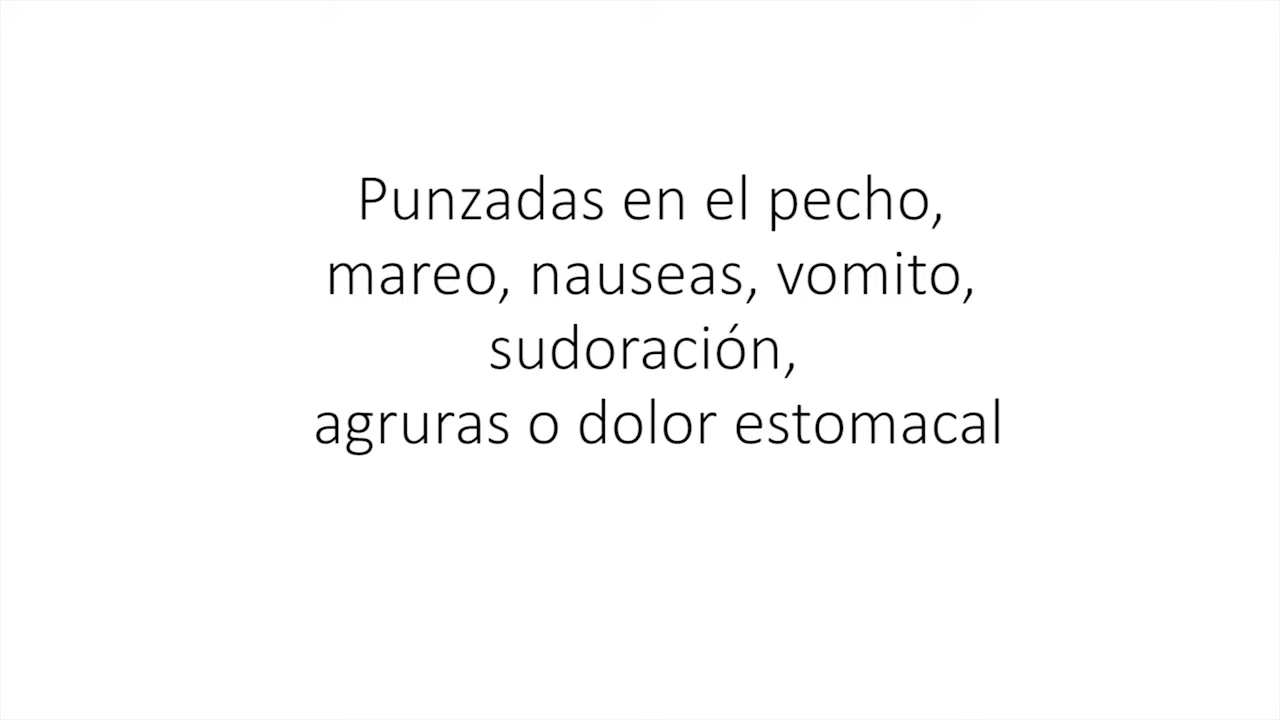 Punzadas en el pecho,
mareo, nauseas, vomito,
sudoración,
agruras o dolor estomacal